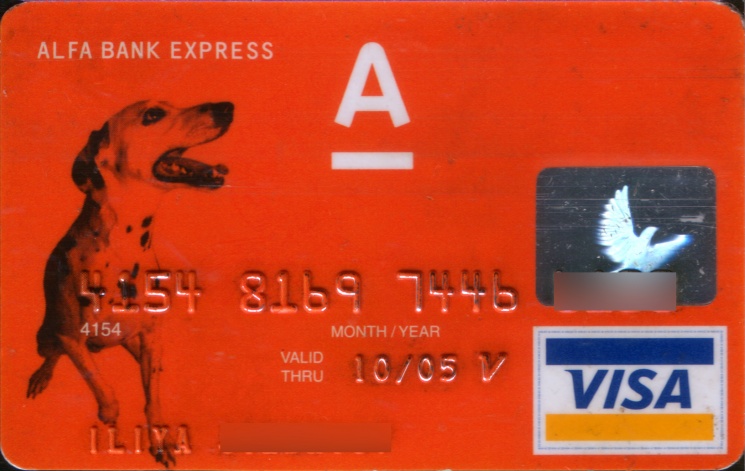 ALFA BANK EXPRESS
A
4154 8169 7446
4154
MONTH/YEAR
VALID THRU 10/05 V
VISA
ILIYA